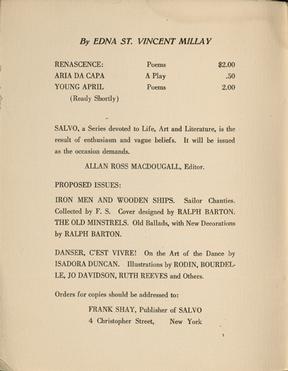 By EDNA ST. VINCENT MILLAY
RENASCENCE: Poems $2.00
ARIA DA CAPA A Play .50
YOUNG APRIL Poems 2.00
(Ready Shortly)
SALVO, a Series devoted to Life, Art and Literature, is the
result of enthusiasm and vague beliefs. It will be issued
as the occasion demands.
ALLAN ROSS MACDOUGALL, Editor.
PROPOSED ISSUES:
IRON MEN AND WOODEN SHIPS. Sailor Chanties.
Collected by F. S. Cover designed by RALPH BARTON.
THE OLD MINSTRELS. Old Ballads, with New Decorations
by RALPH BARTON.
DANSER, C'EST VIVRE! On the Art of the Dance by
ISADORA DUNCAN. Illustrations by RODIN, BOURDEL-
LE, JO DAVIDSON, RUTH REEVES and Others.
Orders for copies should be addressed to:
FRANK SHAY, Publisher of SALVO
4 Christopher Street, New York